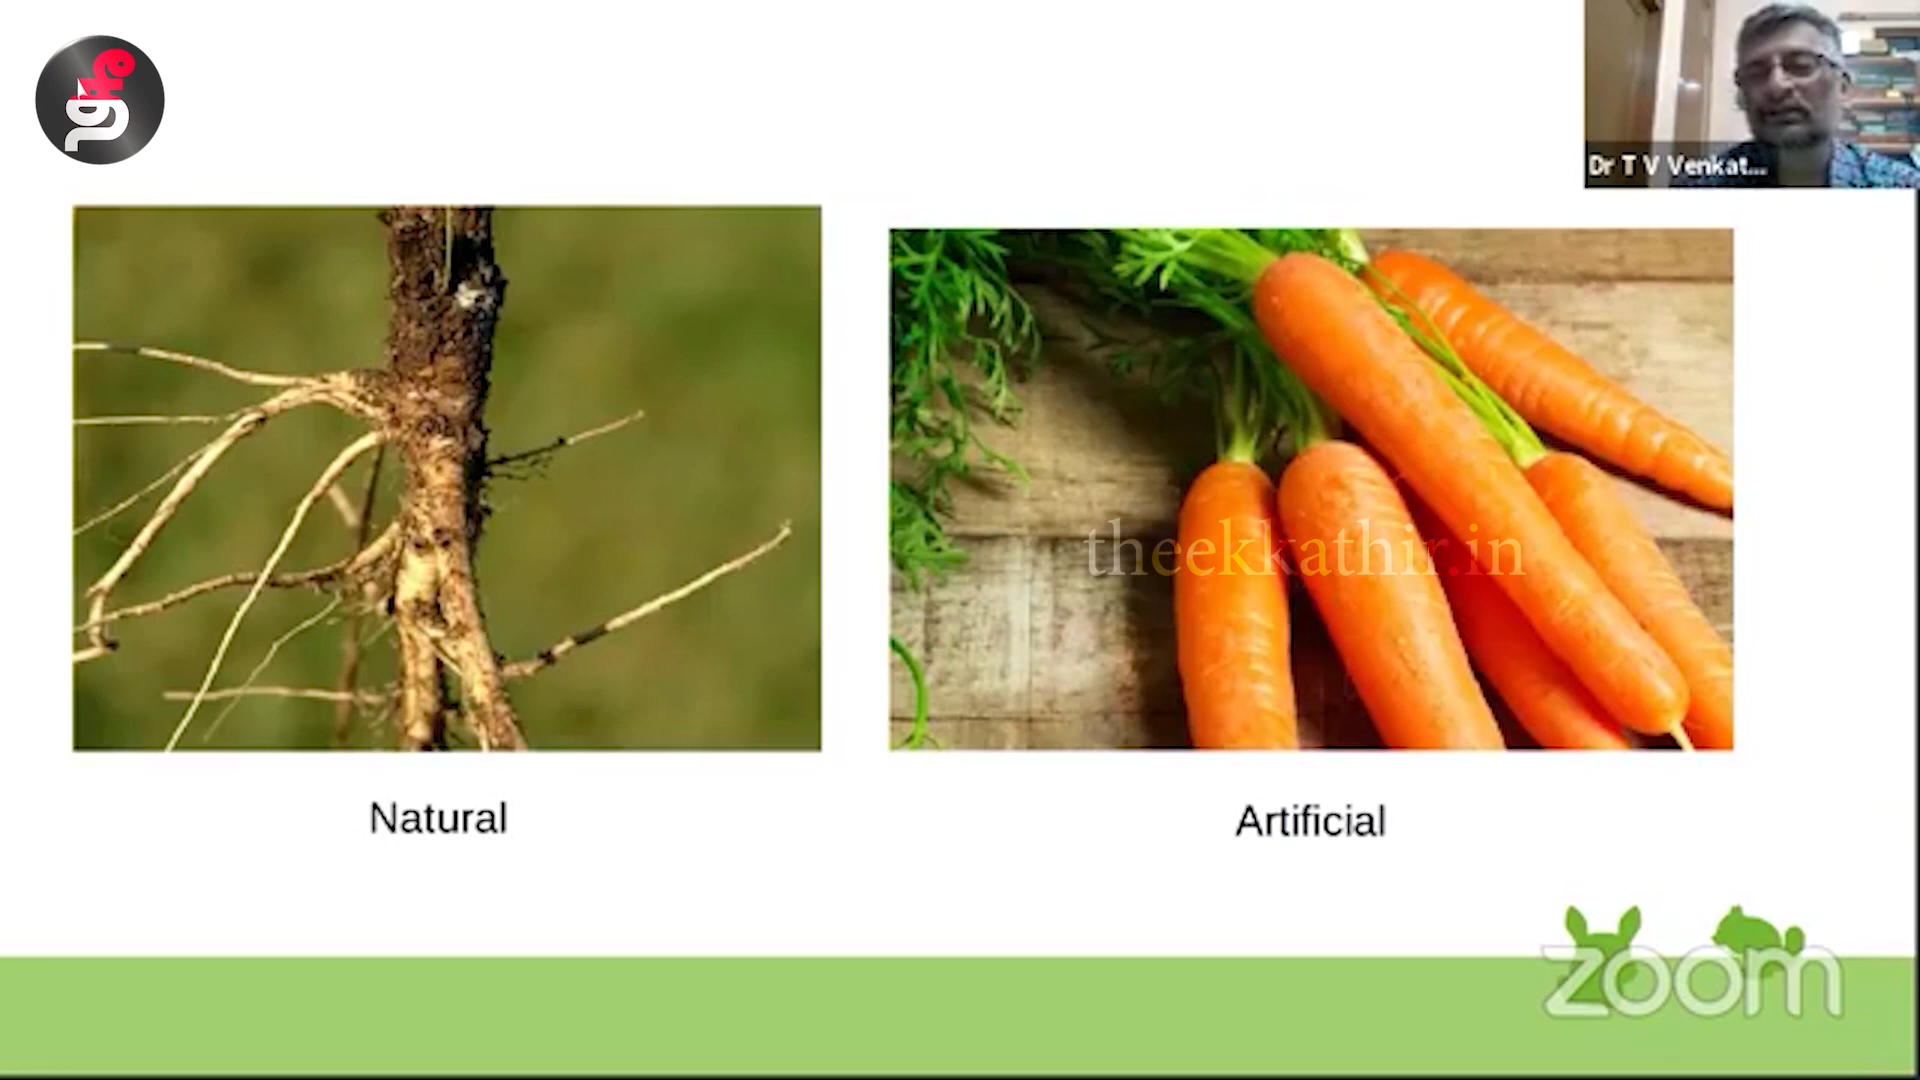 Dr T V Venkat...
theekkathir.in
Natural
Artificial
zoom